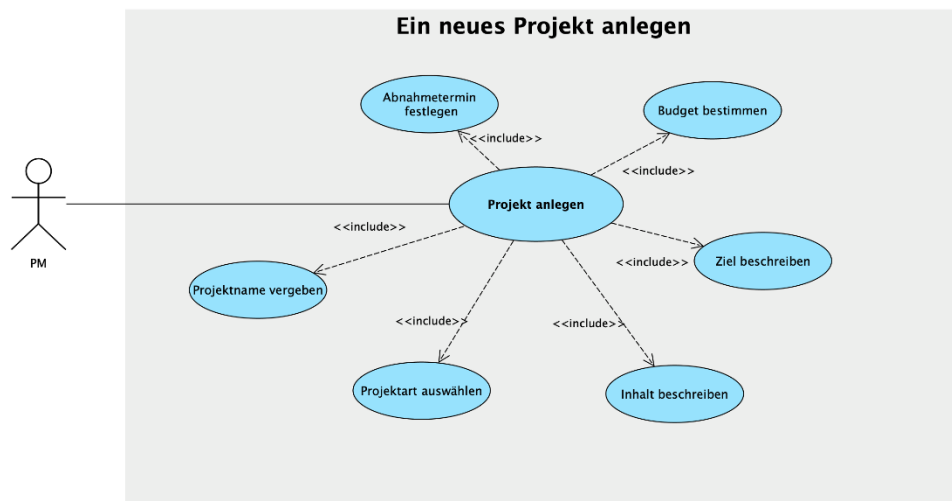 Ein neues Projekt anlegen
Abnahmetermin
festlegen
Budget bestimmen
<<include>>
<<include>>
Projekt anlegen
PM
<<include>>
Ziel beschreiben
<<include>>
Projektname vergeben
<<include>>
<<include>>
Projektart auswählen
Inhalt beschreiben